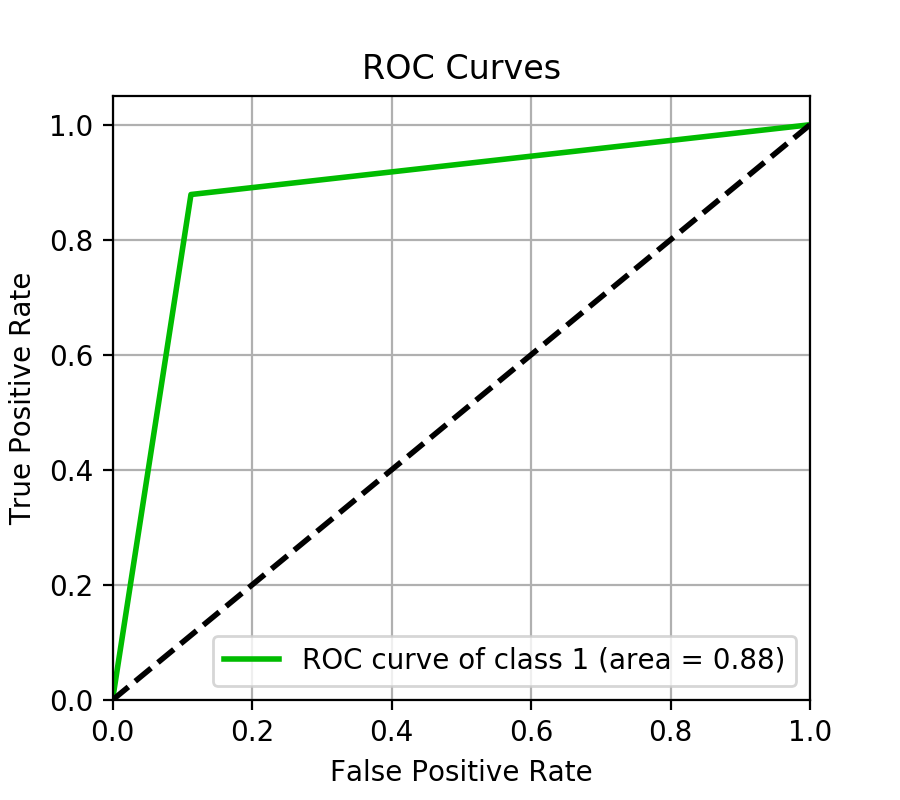 ROC Curves
True Positive Rate
1.0
0.8
0.6
0.4
0.2
0.0
ROC curve of class 1 (area = 0.88)
0.0 0.2 0.4 0.6 0.8 1.0
False Positive Rate